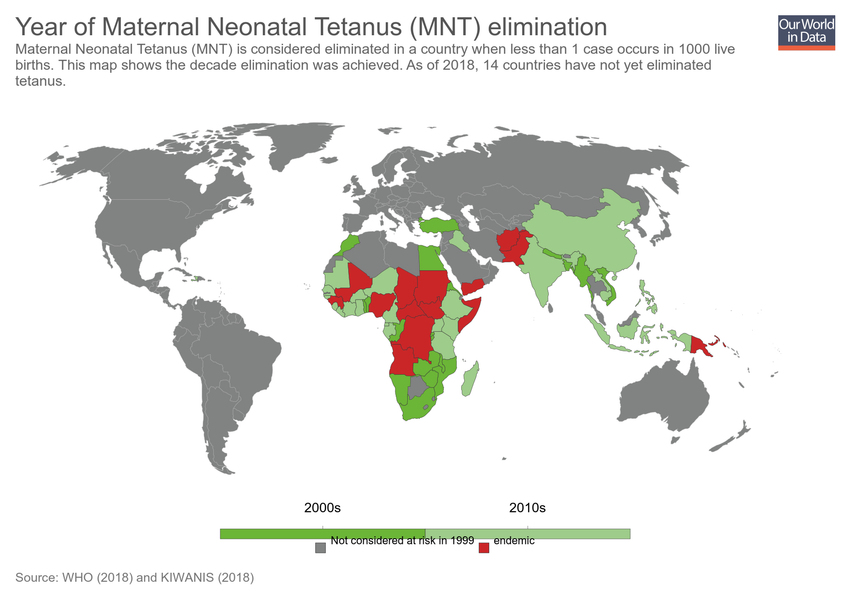 Year of Maternal Neonatal Tetanus (MNT) elimination
Our World
in Data
Maternal Neonatal Tetanus (MNT) is considered eliminated in a country when less than 1 case occurs in 1000 live
births. This map shows the decade elimination was achieved. As of 2018, 14 countries have not yet eliminated
tetanus.
2000s 2010s
Not considered at risk in 1999 endemic
Source: WHO (2018) and KIWANIS (2018)